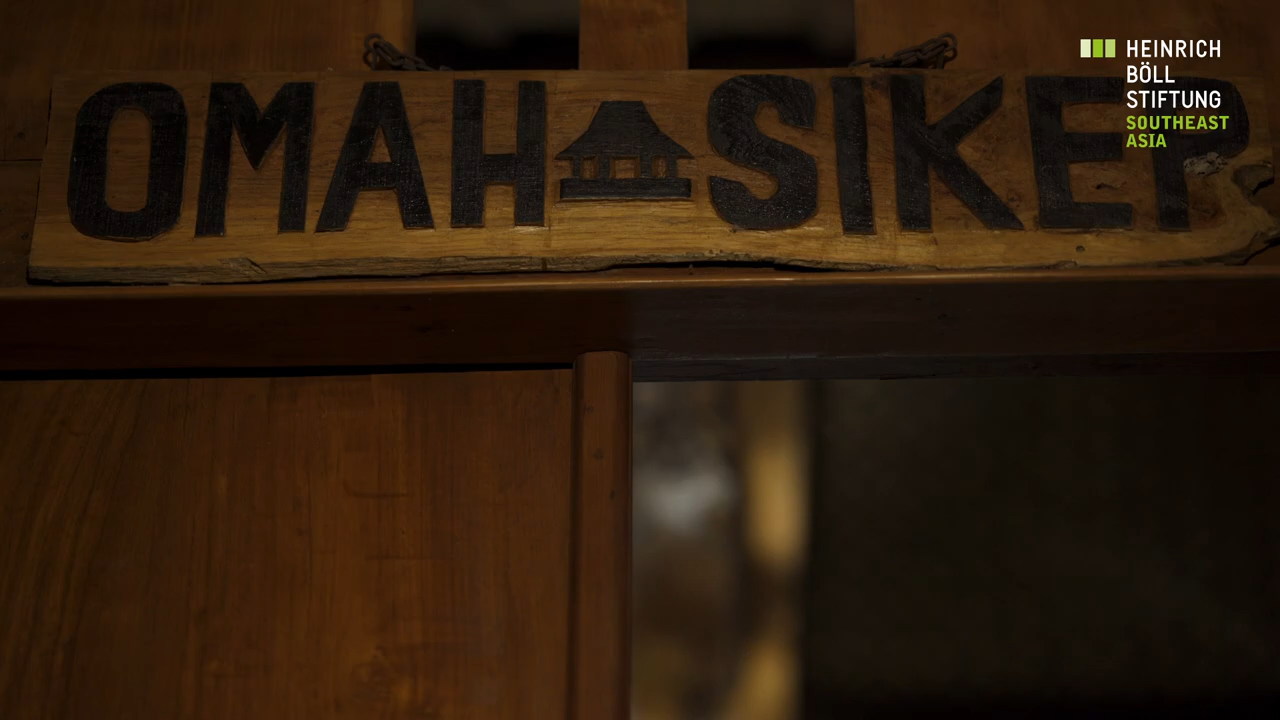 OMAH SIKEP
HEINRICH
BÖLL
STIFTUNG
SOUTHEAST
ASIA